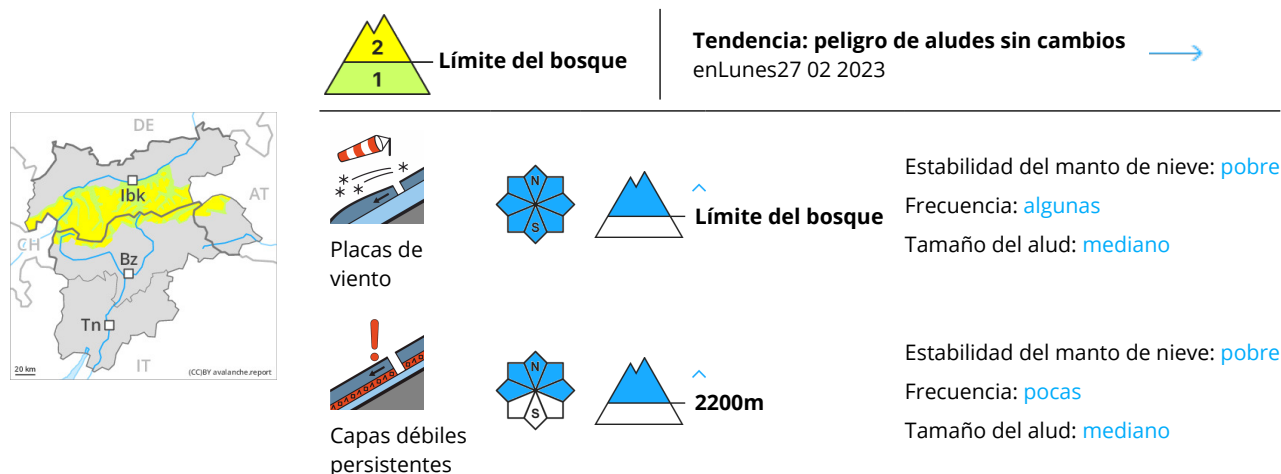 2
1
Límite del bosque
Tendencia: peligro de aludes sin cambios
enLunes27 02 2023
DE
Ibk
AT
CH
Bz
Tn
IT
20 km
(CC)BY avalanche.report
Placas de
viento
N
S
Límite del bosque
Estabilidad del manto de nieve: pobre
Frecuencia: algunas
Tamaño del alud: mediano
Capas débiles
persistentes
N
S
2200m
Estabilidad del manto de nieve: pobre
Frecuencia: pocas
Tamaño del alud: mediano